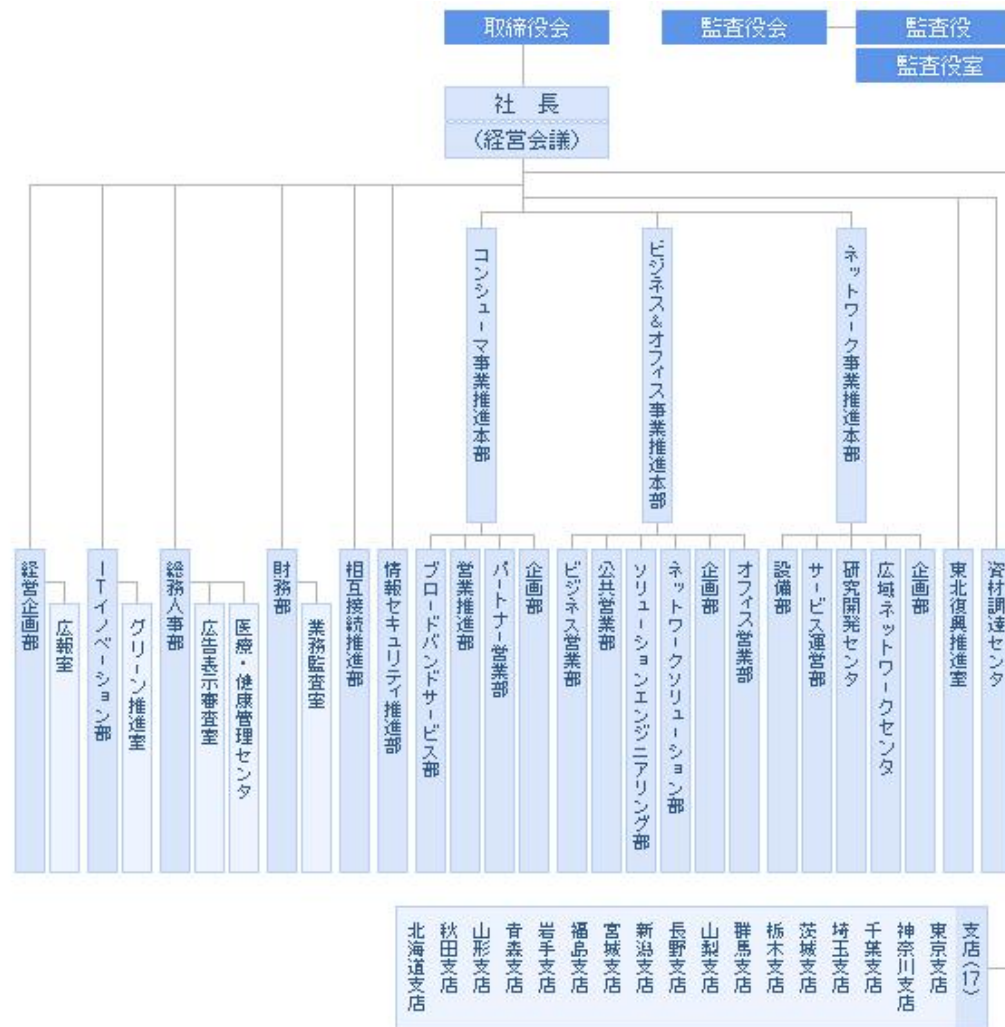 取締役会
監査役会
監査役
監査役室
社 長
(経営会議)
コンシューマ事業推進本部
ビジネス&オフィス事業推進本部
ネットワーク事業推進本部
経営企画部
広報室
ITイノベーション部
グリーン推進室
総務人事部
広告表示審査室
医療・健康管理センタ
財務部
業務監査室
相互接続推進部
情報セキュリティ推進部
ブロードバンドサービス部
営業推進部
パートナー営業部
企画部
ビジネス営業部
公共営業部
ソリューションエンジニアリング部
ネットワークソリューション部
企画部
オフィス営業部
設備部
サービス運営部
研究開発センタ
広域ネットワークセンタ
企画部
東北復興推進室
資材調達センタ
北海道支店
秋田支店
山形支店
青森支店
岩手支店
福島支店
宮城支店
新潟支店
長野支店
山梨支店
群馬支店
栃木支店
茨城支店
埼玉支店
千葉支店
神奈川支店
東京支店
支店(17)